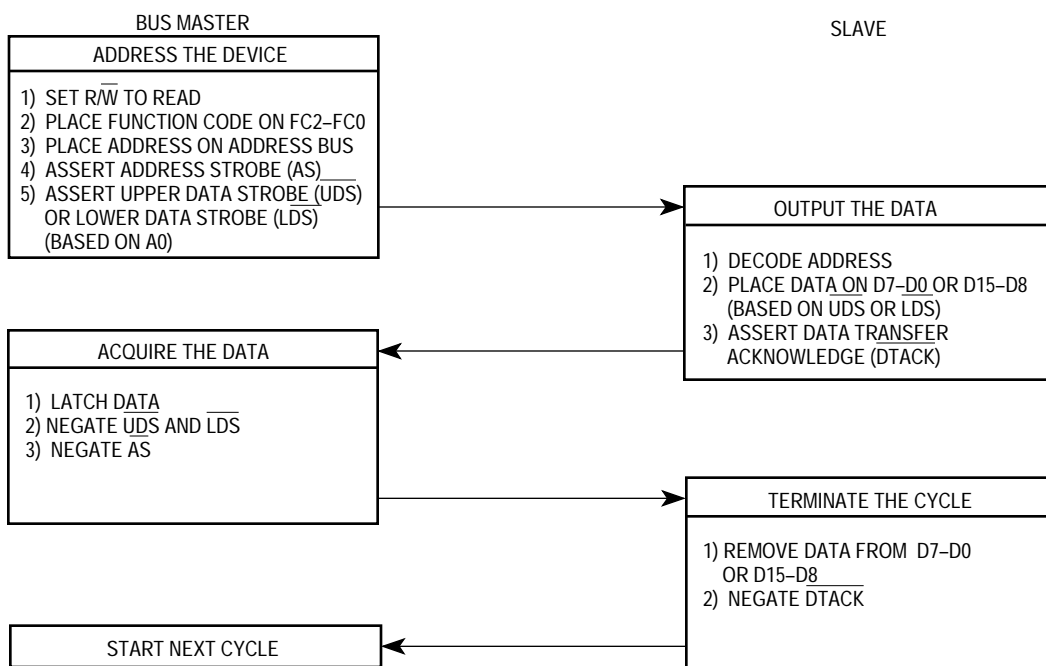 BUS MASTER
ADDRESS THE DEVICE
1) SET R/W̅ TO READ
2) PLACE FUNCTION CODE ON FC2–FC0
3) PLACE ADDRESS ON ADDRESS BUS
4) ASSERT ADDRESS STROBE (AS)
5) ASSERT UPPER DATA STROBE (UDS)
OR LOWER DATA STROBE (LDS)
(BASED ON A0)
SLAVE
OUTPUT THE DATA
1) DECODE ADDRESS
2) PLACE DATA ON D7–D0 OR D15–D8
(BASED ON UDS OR LDS)
3) ASSERT DATA TRANSFER
ACKNOWLEDGE (DTACK)
ACQUIRE THE DATA
1) LATCH DATA
2) NEGATE UDS AND LDS
3) NEGATE AS
TERMINATE THE CYCLE
1) REMOVE DATA FROM D7–D0
OR D15–D8
2) NEGATE DTACK
START NEXT CYCLE